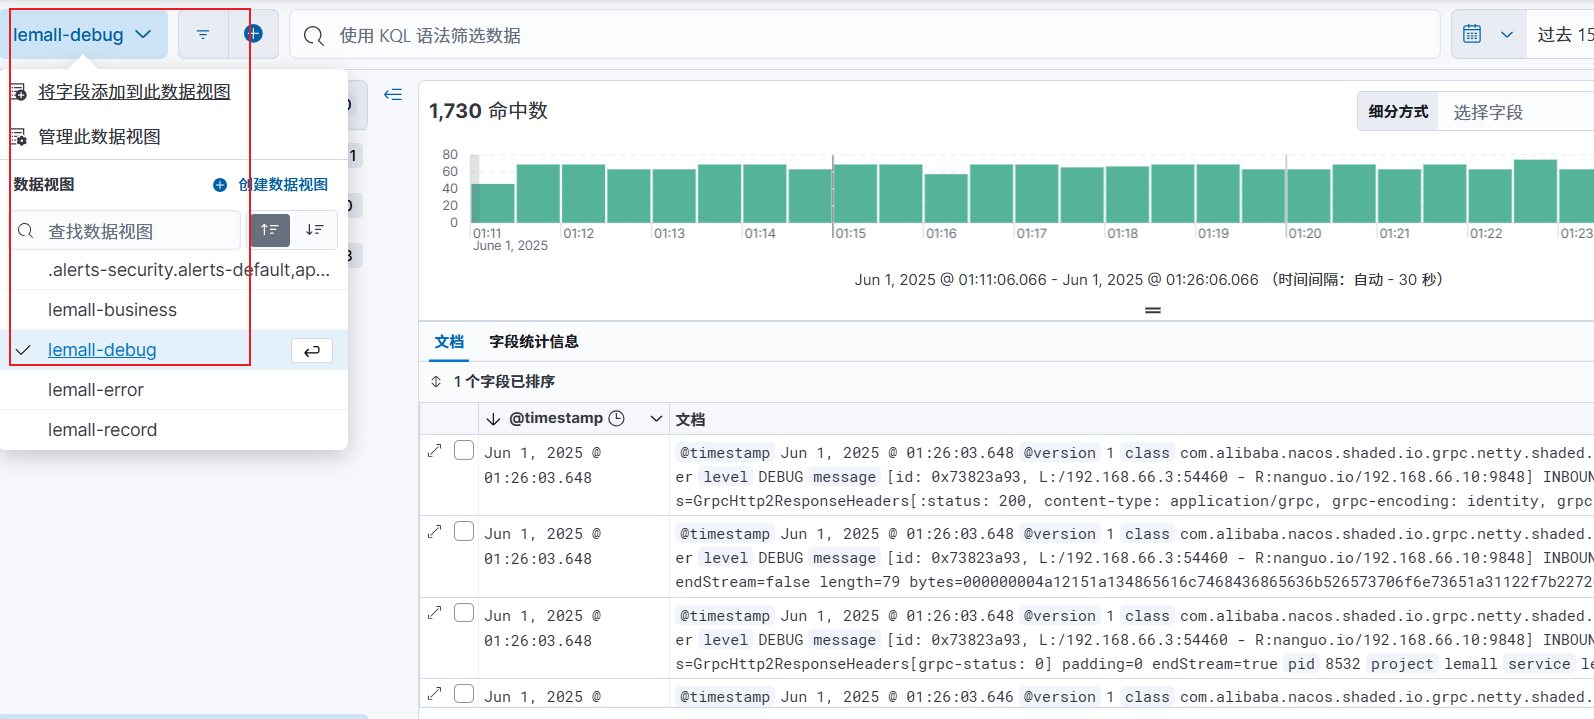 lemall-debug
使用 KQL 语法筛选数据
过去 15
将字段添加到此数据视图
管理此数据视图
数据视图
创建数据视图
查找数据视图
.alerts-security.alerts-default,ap...
lemall-business
lemall-debug
lemall-error
lemall-record
0
1
0
3
1,730 命中数
细分方式 选择字段
80
60
40
20
0
01:11 01:12 01:13 01:14 01:15 01:16 01:17 01:18 01:19 01:20 01:21 01:22 01:23
June 1, 2025
Jun 1, 2025 @ 01:11:06.066 - Jun 1, 2025 @ 01:26:06.066 （时间间隔：自动 - 30 秒）
文档 字段统计信息
1 个字段已排序
@timestamp 文档
Jun 1, 2025 @
01:26:03.648
@timestamp Jun 1, 2025 @ 01:26:03.648 @version 1 class com.alibaba.nacos.shaded.io.grpc.netty.shaded.
er level DEBUG message [id: 0x73823a93, L:/192.168.66.3:54460 - R:nanguo.io/192.168.66.10:9848] INBOUN
s=GrpcHttp2ResponseHeaders[:status: 200, content-type: application/grpc, grpc-encoding: identity, grpc
Jun 1, 2025 @
01:26:03.648
@timestamp Jun 1, 2025 @ 01:26:03.648 @version 1 class com.alibaba.nacos.shaded.io.grpc.netty.shaded.
er level DEBUG message [id: 0x73823a93, L:/192.168.66.3:54460 - R:nanguo.io/192.168.66.10:9848] INBOUN
endStream=false length=79 bytes=000000004a12151a134865616c7468436865636b526573706f6e73651a31122f7b2272
Jun 1, 2025 @
01:26:03.648
@timestamp Jun 1, 2025 @ 01:26:03.648 @version 1 class com.alibaba.nacos.shaded.io.grpc.netty.shaded.
er level DEBUG message [id: 0x73823a93, L:/192.168.66.3:54460 - R:nanguo.io/192.168.66.10:9848] INBOUN
s=GrpcHttp2ResponseHeaders[grpc-status: 0] padding=0 endStream=true pid 8532 project lemall service le
Jun 1, 2025 @
@timestamp Jun 1, 2025 @ 01:26:03.646 @version 1 class com.alibaba.nacos.shaded.io.grpc.netty.shaded.